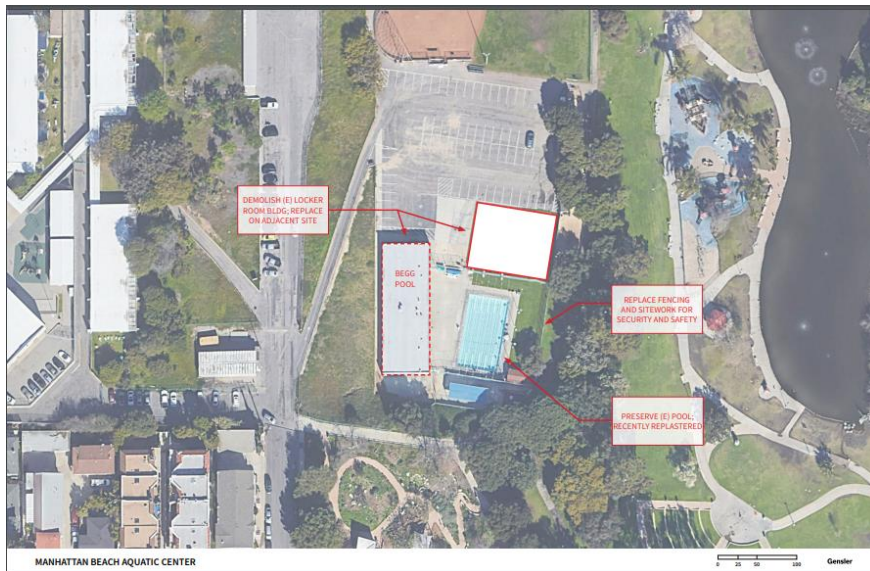 DEMOLISH (E) LOCKER
ROOM BLDG; REPLACE
ON ADJACENT SITE
BEGG
POOL
REPLACE FENCING
AND SITEWORK FOR
SECURITY AND SAFETY
PRESERVE (E) POOL;
RECENTLY REPLASTERED
MANHATTAN BEACH AQUATIC CENTER
0 25 50 100
Gensler